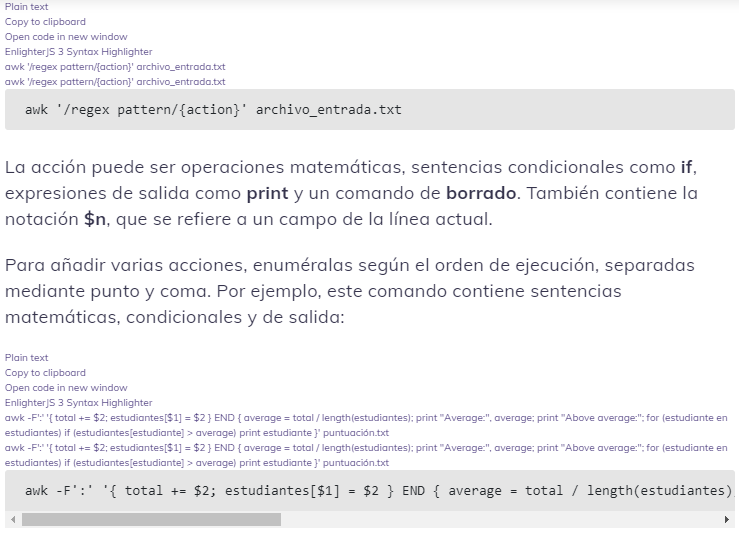 Plain text
Copy to clipboard
Open code in new window
EnlighterJS 3 Syntax Highlighter
awk '/regex pattern/{action}' archivo_entrada.txt
awk '/regex pattern/{action}' archivo_entrada.txt
awk '/regex pattern/{action}' archivo_entrada.txt
La acción puede ser operaciones matemáticas, sentencias condicionales como if,
expresiones de salida como print y un comando de borrado. También contiene la
notación $n, que se refiere a un campo de la línea actual.
Para añadir varias acciones, enuméralas según el orden de ejecución, separadas
mediante punto y coma. Por ejemplo, este comando contiene sentencias
matemáticas, condicionales y de salida:
Plain text
Copy to clipboard
Open code in new window
EnlighterJS 3 Syntax Highlighter
awk -F':' '{ total += $2; estudiantes[$1] = $2 } END { average = total / length(estudiantes); print "Average:", average; print "Above average:"; for (estudiante en
estudiantes) if (estudiantes[estudiante] > average) print estudiante }' puntuación.txt
awk -F':' '{ total += $2; estudiantes[$1] = $2 } END { average = total / length(estudiantes); print "Average:", average; print "Above average:"; for (estudiante en
estudiantes) if (estudiantes[estudiante] > average) print estudiante }' puntuación.txt
awk -F':' '{ total += $2; estudiantes[$1] = $2 } END { average = total / length(estudiantes)